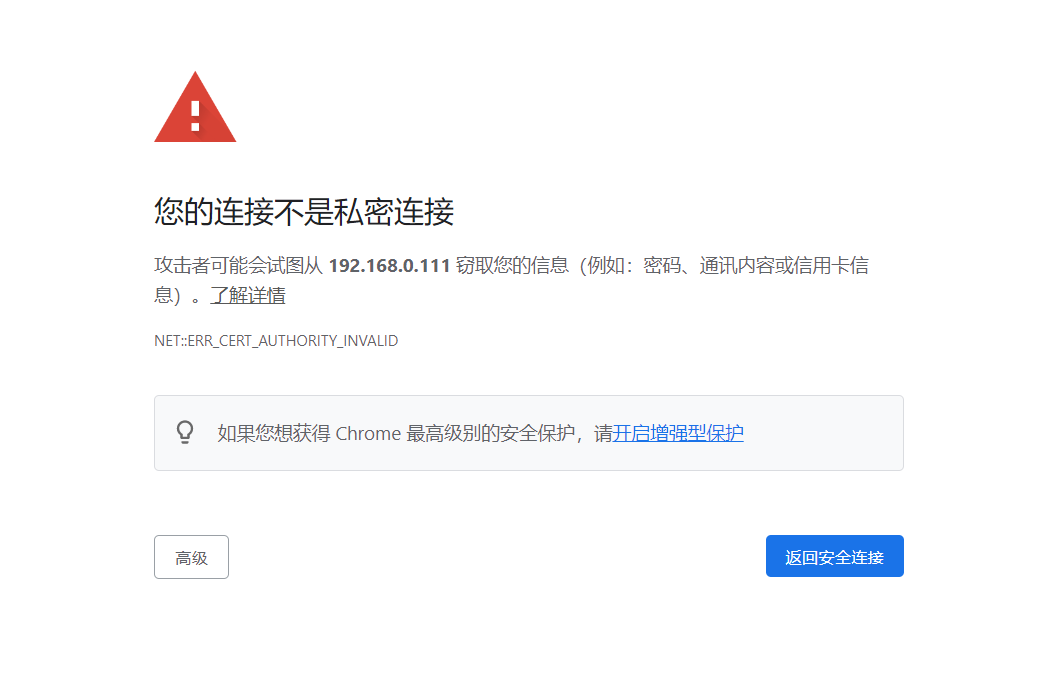 您的连接不是私密连接
攻击者可能会试图从 192.168.0.111 窃取您的信息（例如：密码、通讯内容或信用卡信
息）。了解详情
NET::ERR_CERT_AUTHORITY_INVALID
如果您想获得 Chrome 最高级别的安全保护，请开启增强型保护
高级
返回安全连接